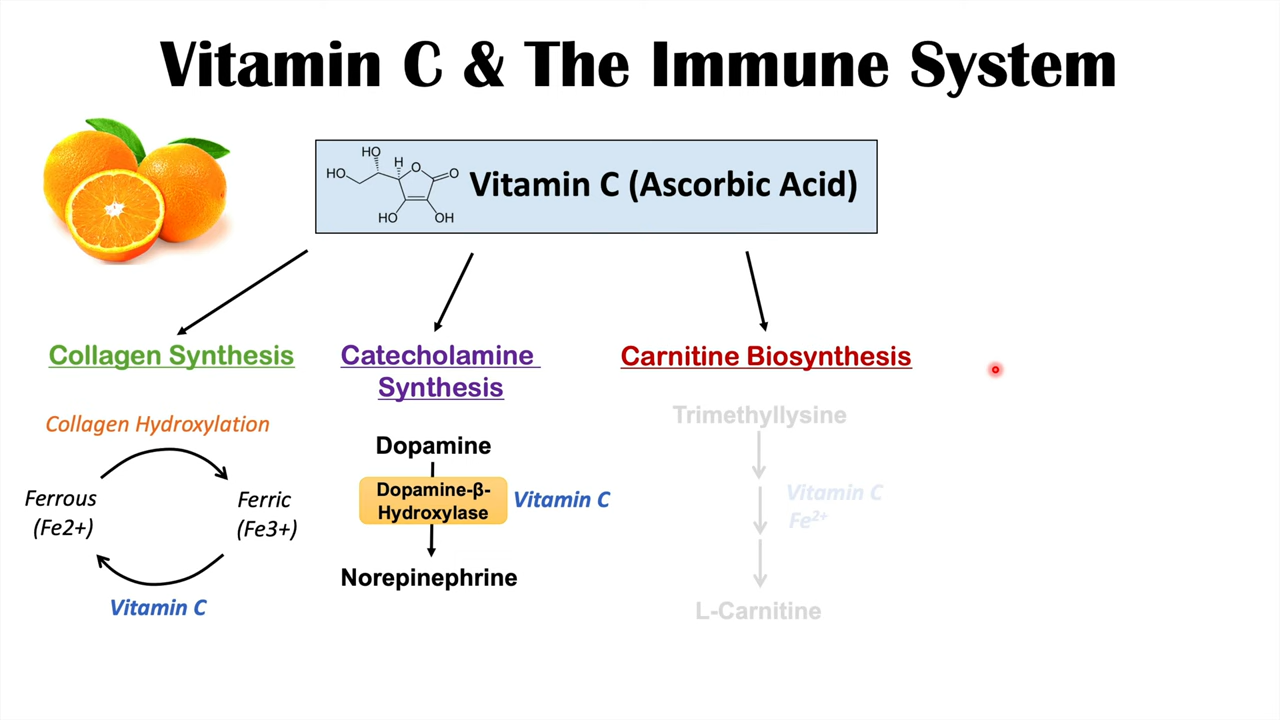 Vitamin C & The Immune System
HO
HO
H
O
O
HO
OH
Vitamin C (Ascorbic Acid)
Collagen Synthesis
Collagen Hydroxylation
Ferrous
(Fe2+)
Ferric
(Fe3+)
Vitamin C
Catecholamine
Synthesis
Dopamine
Dopamine-β-
Hydroxylase
Vitamin C
Norepinephrine
Carnitine Biosynthesis
Trimethyllysine
Vitamin C
Fe²⁺
L-Carnitine